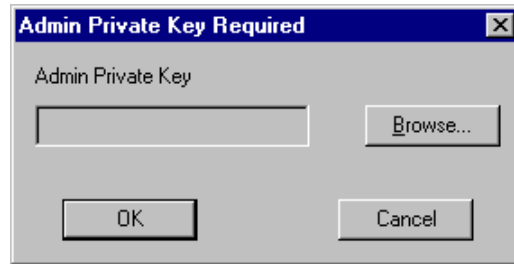 Admin Private Key Required
Admin Private Key
Browse...
OK
Cancel